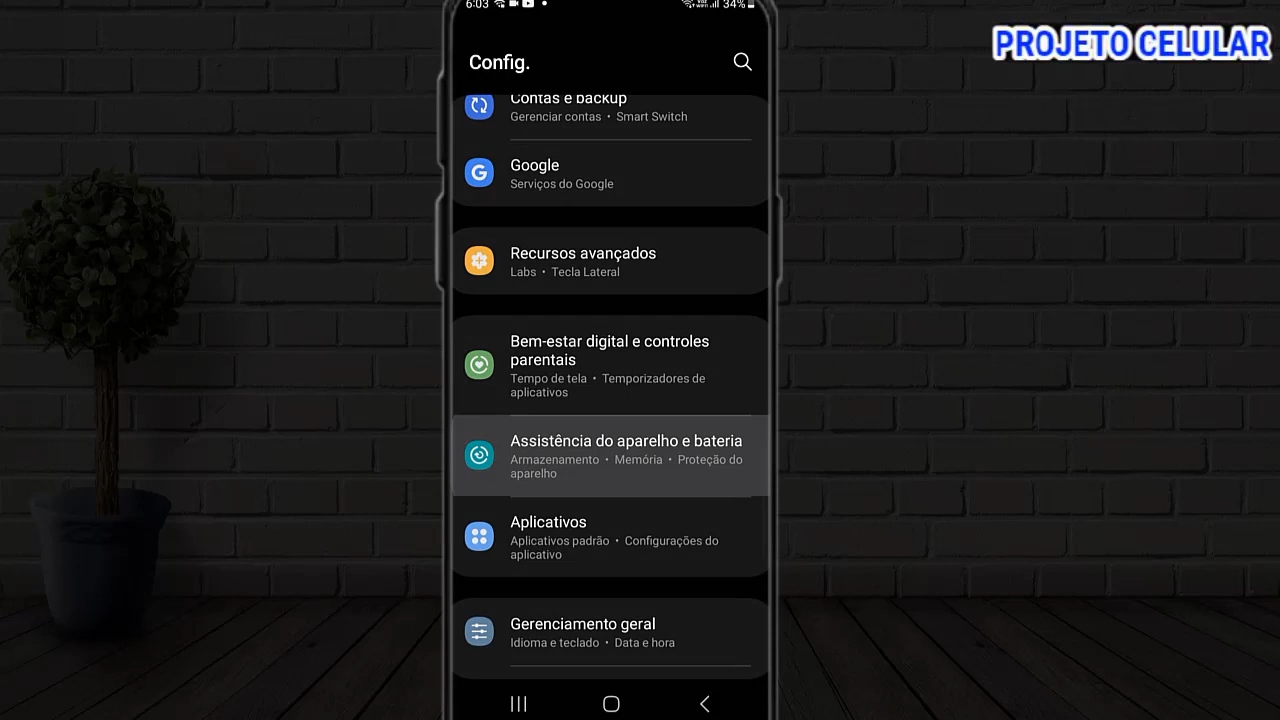 6:03
34%
PROJETO CELULAR
Config.
Contas e backup
Gerenciar contas • Smart Switch
Google
Serviços do Google
Recursos avançados
Labs • Tecla Lateral
Bem-estar digital e controles
parentais
Tempo de tela • Temporizadores de
aplicativos
Assistência do aparelho e bateria
Armazenamento • Memória • Proteção do
aparelho
Aplicativos
Aplicativos padrão • Configurações do
aplicativo
Gerenciamento geral
Idioma e teclado • Data e hora